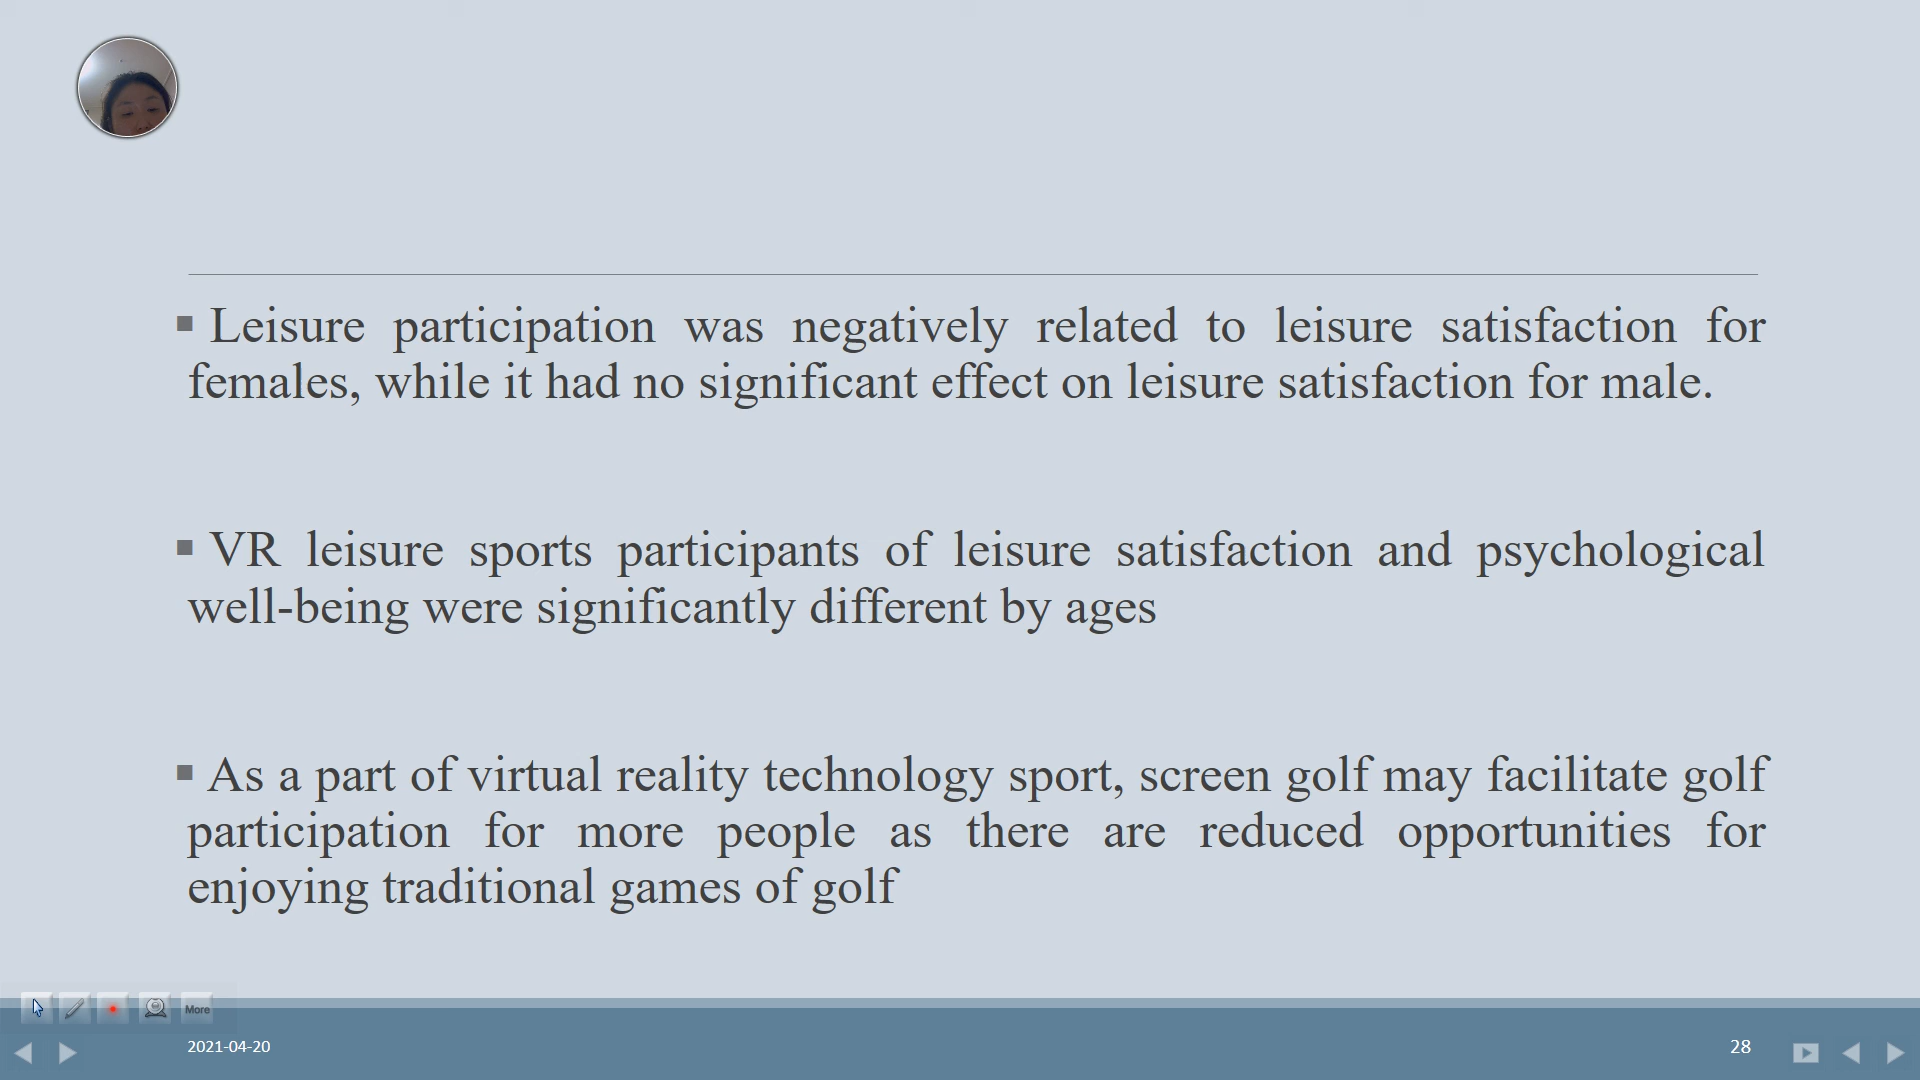 Leisure participation was negatively related to leisure satisfaction for
females, while it had no significant effect on leisure satisfaction for male.
VR leisure sports participants of leisure satisfaction and psychological
well-being were significantly different by ages
As a part of virtual reality technology sport, screen golf may facilitate golf
participation for more people as there are reduced opportunities for
enjoying traditional games of golf
More
2021-04-20
28